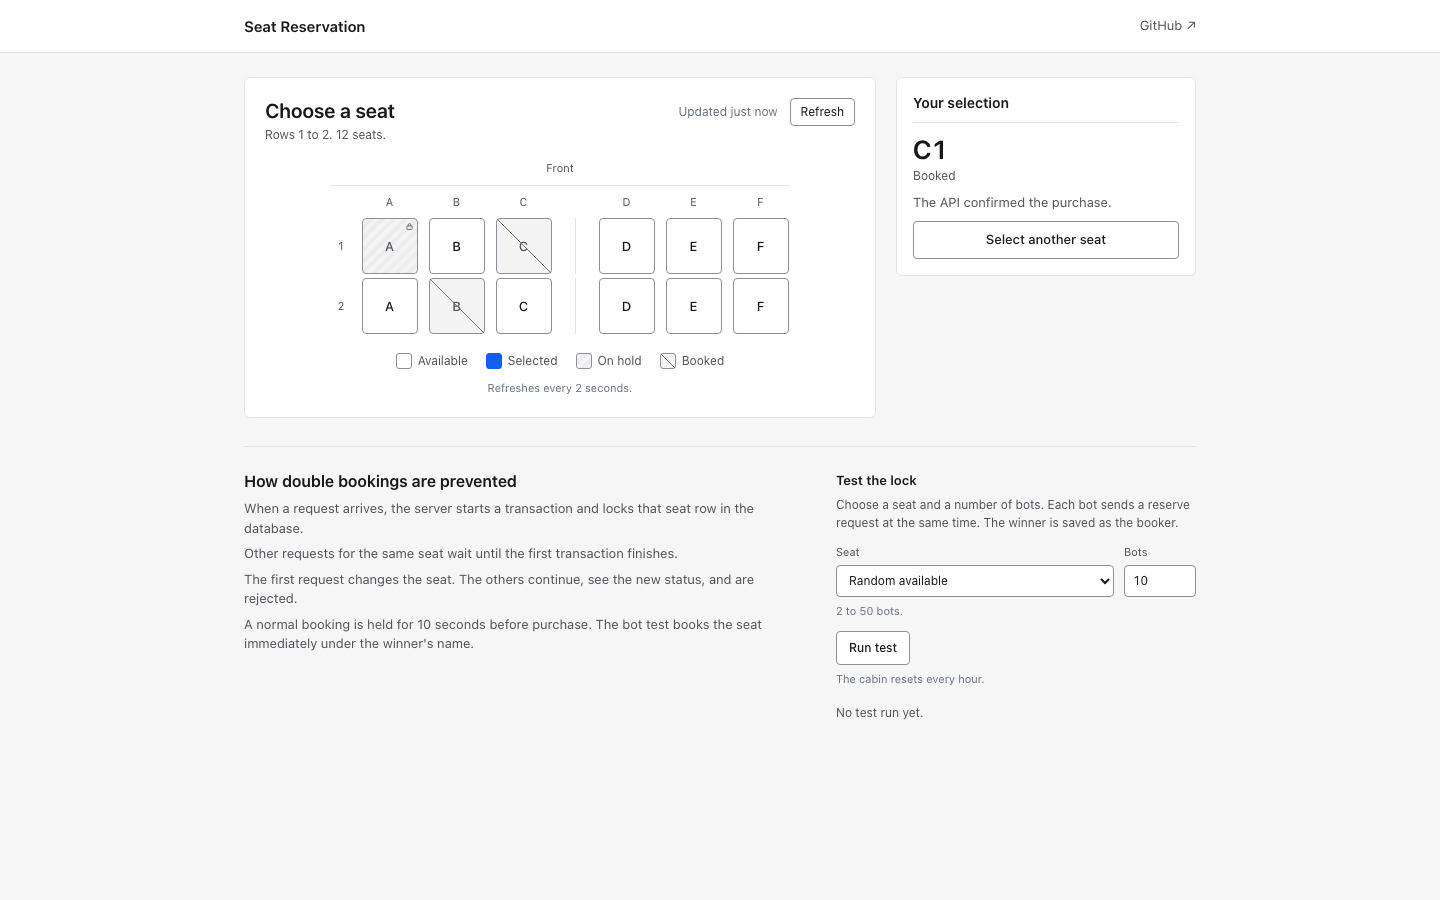 Seat Reservation
GitHub ↗
Choose a seat
Updated just now
Refresh
Rows 1 to 2. 12 seats.
Front
A B C D E F
1 A B C D E F
2 A B C D E F
Available Selected On hold Booked
Refreshes every 2 seconds.
Your selection
C1
Booked
The API confirmed the purchase.
Select another seat
How double bookings are prevented
When a request arrives, the server starts a transaction and locks that seat row in the
database.
Other requests for the same seat wait until the first transaction finishes.
The first request changes the seat. The others continue, see the new status, and are
rejected.
A normal booking is held for 10 seconds before purchase. The bot test books the seat
immediately under the winner's name.
Test the lock
Choose a seat and a number of bots. Each bot sends a reserve
request at the same time. The winner is saved as the booker.
Seat Bots
Random available 10
2 to 50 bots.
Run test
The cabin resets every hour.
No test run yet.